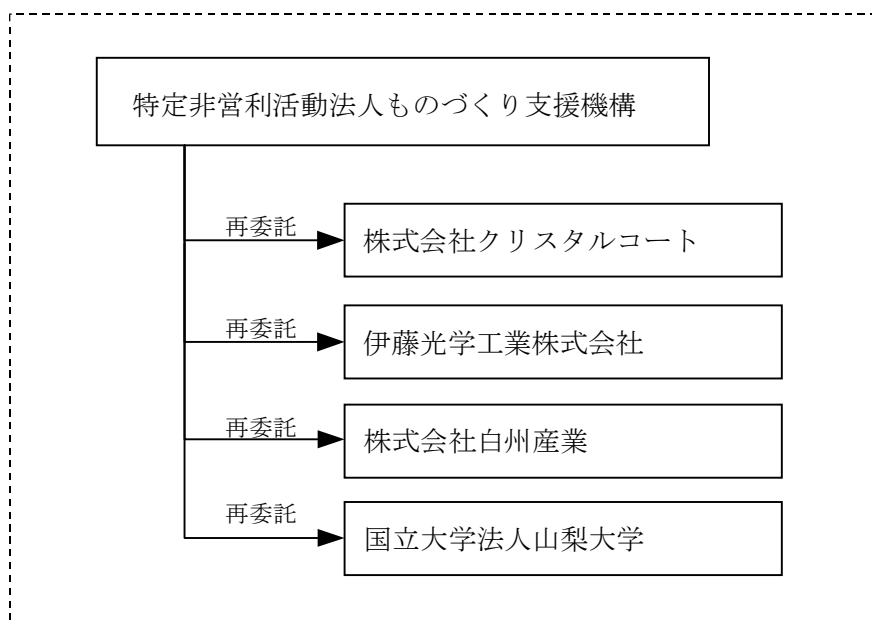 特定非営利活動法人ものづくり支援機構
再委託
株式会社クリスタルコート
再委託
伊藤光学工業株式会社
再委託
株式会社白州産業
再委託
国立大学法人山梨大学